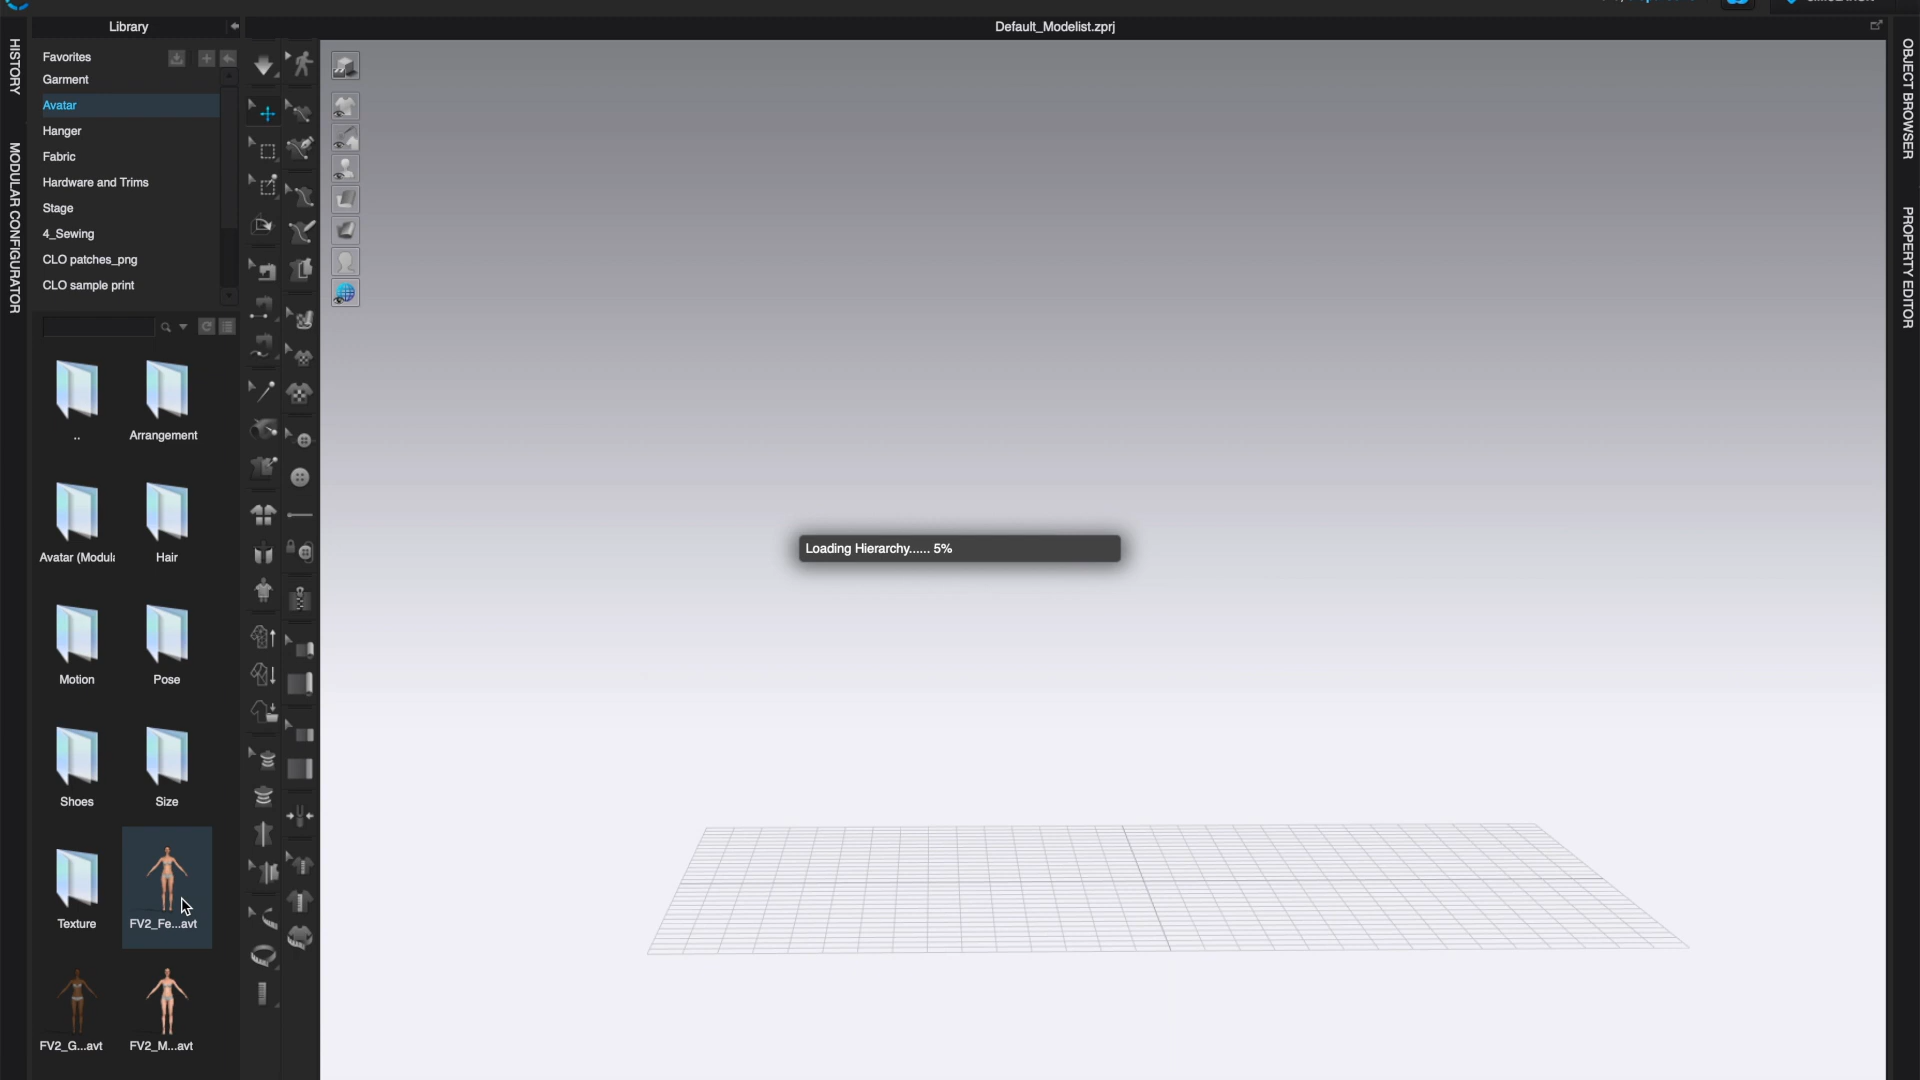 Library
Default_Modelist.zprj
HISTORY
MODULAR CONFIGURATOR
Favorites
Garment
Avatar
Hanger
Fabric
Hardware and Trims
Stage
4_Sewing
CLO patches_png
CLO sample print
..
Arrangement
Avatar (Modula
Hair
Motion
Pose
Shoes
Size
Texture
FV2_Fe...avt
FV2_G...avt
FV2_M...avt
Loading Hierarchy...... 5%
OBJECT BROWSER
PROPERTY EDITOR